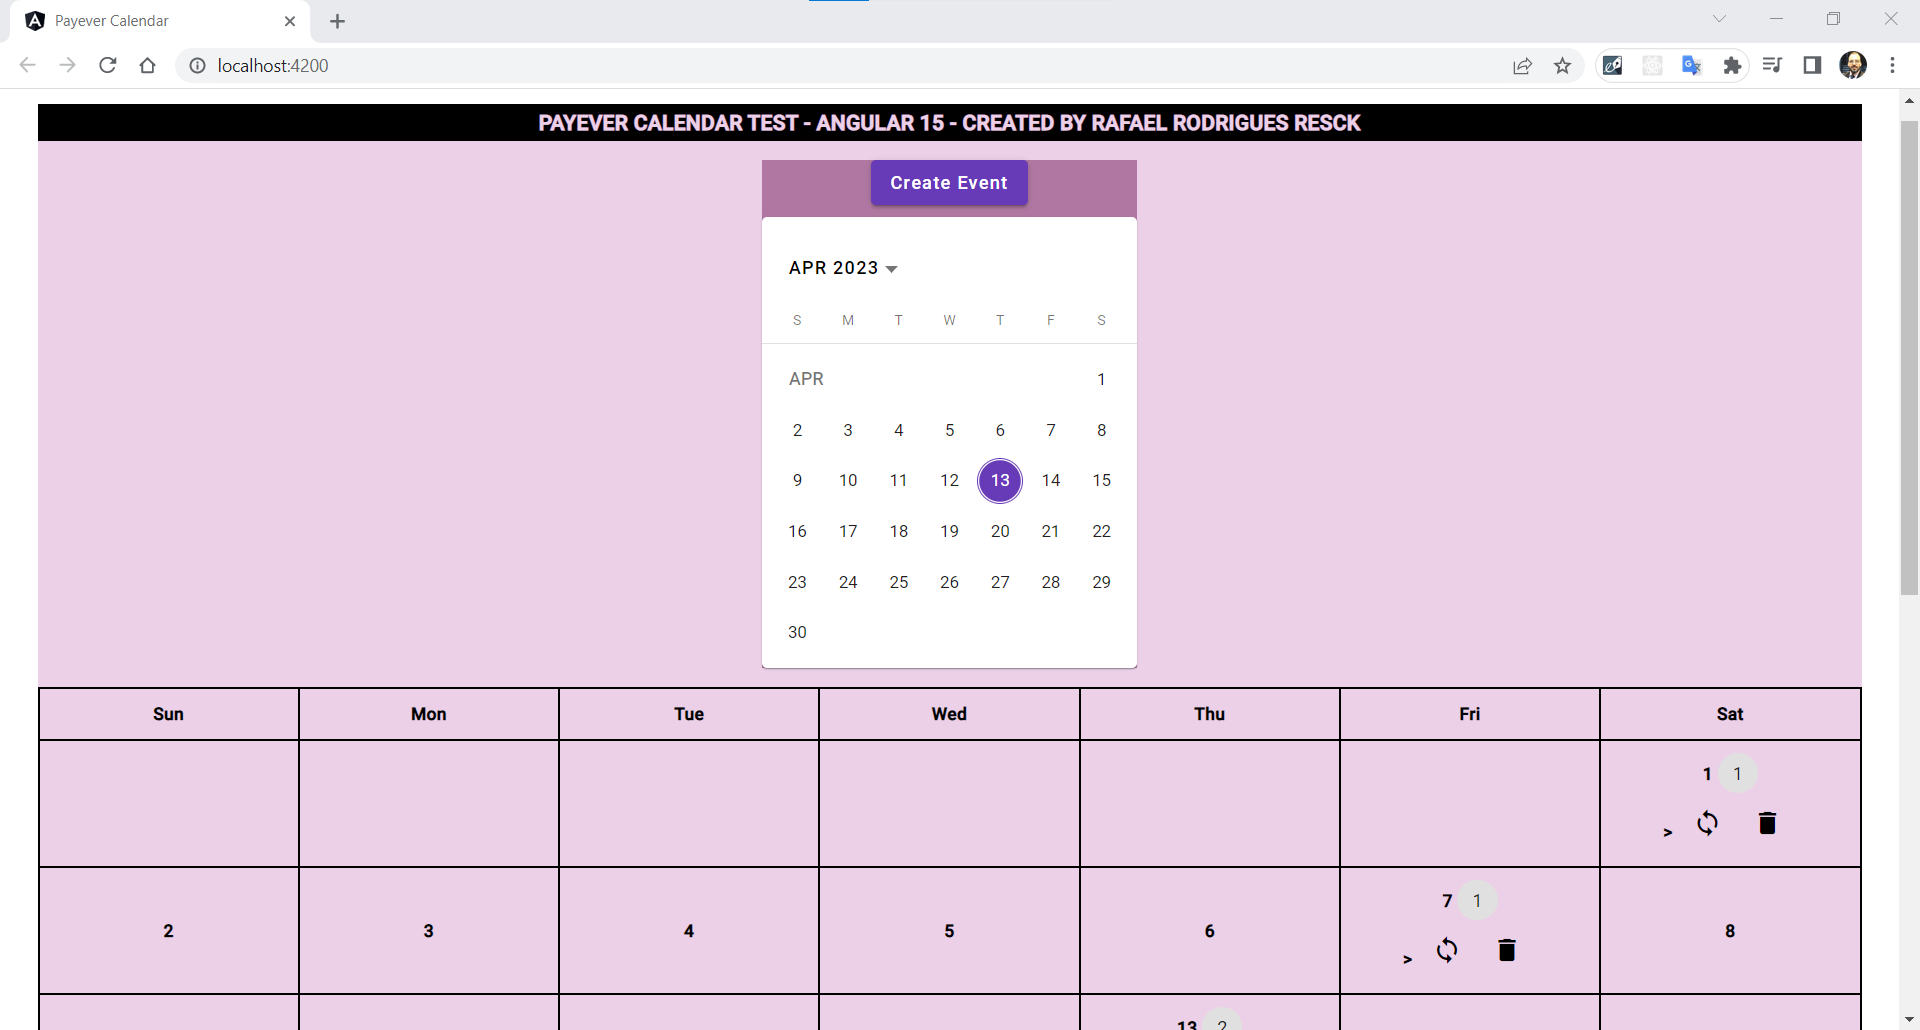 Payever Calendar
localhost:4200
PAYEVER CALENDAR TEST - ANGULAR 15 - CREATED BY RAFAEL RODRIGUES RESCK
Create Event
APR 2023
S M T W T F S
APR 1
2 3 4 5 6 7 8
9 10 11 12 13 14 15
16 17 18 19 20 21 22
23 24 25 26 27 28 29
30
Sun Mon Tue Wed Thu Fri Sat
1 1
>
7 1
2 3 4 5 6 8
>
13 2